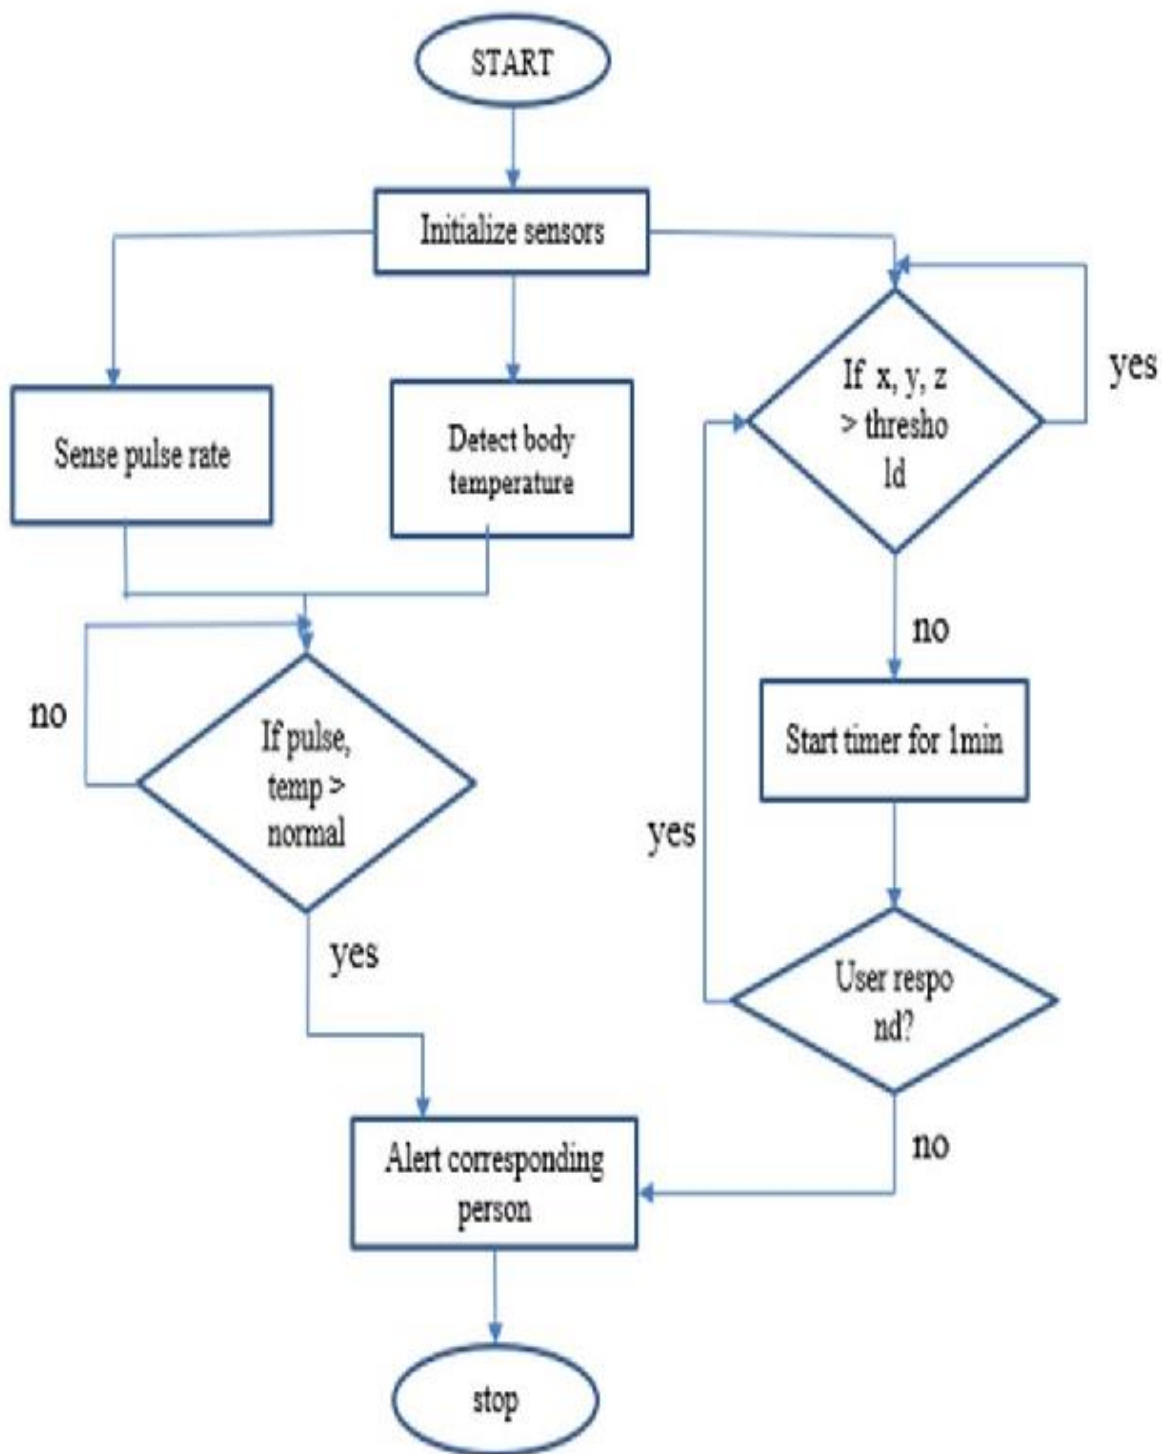 START
Initialize sensors
Sense pulse rate
Detect body
temperature
If x, y, z
> thresho
ld
yes
no
Start timer for 1min
no
If pulse,
temp >
normal
yes
yes
User respo
nd?
no
Alert corresponding
person
stop